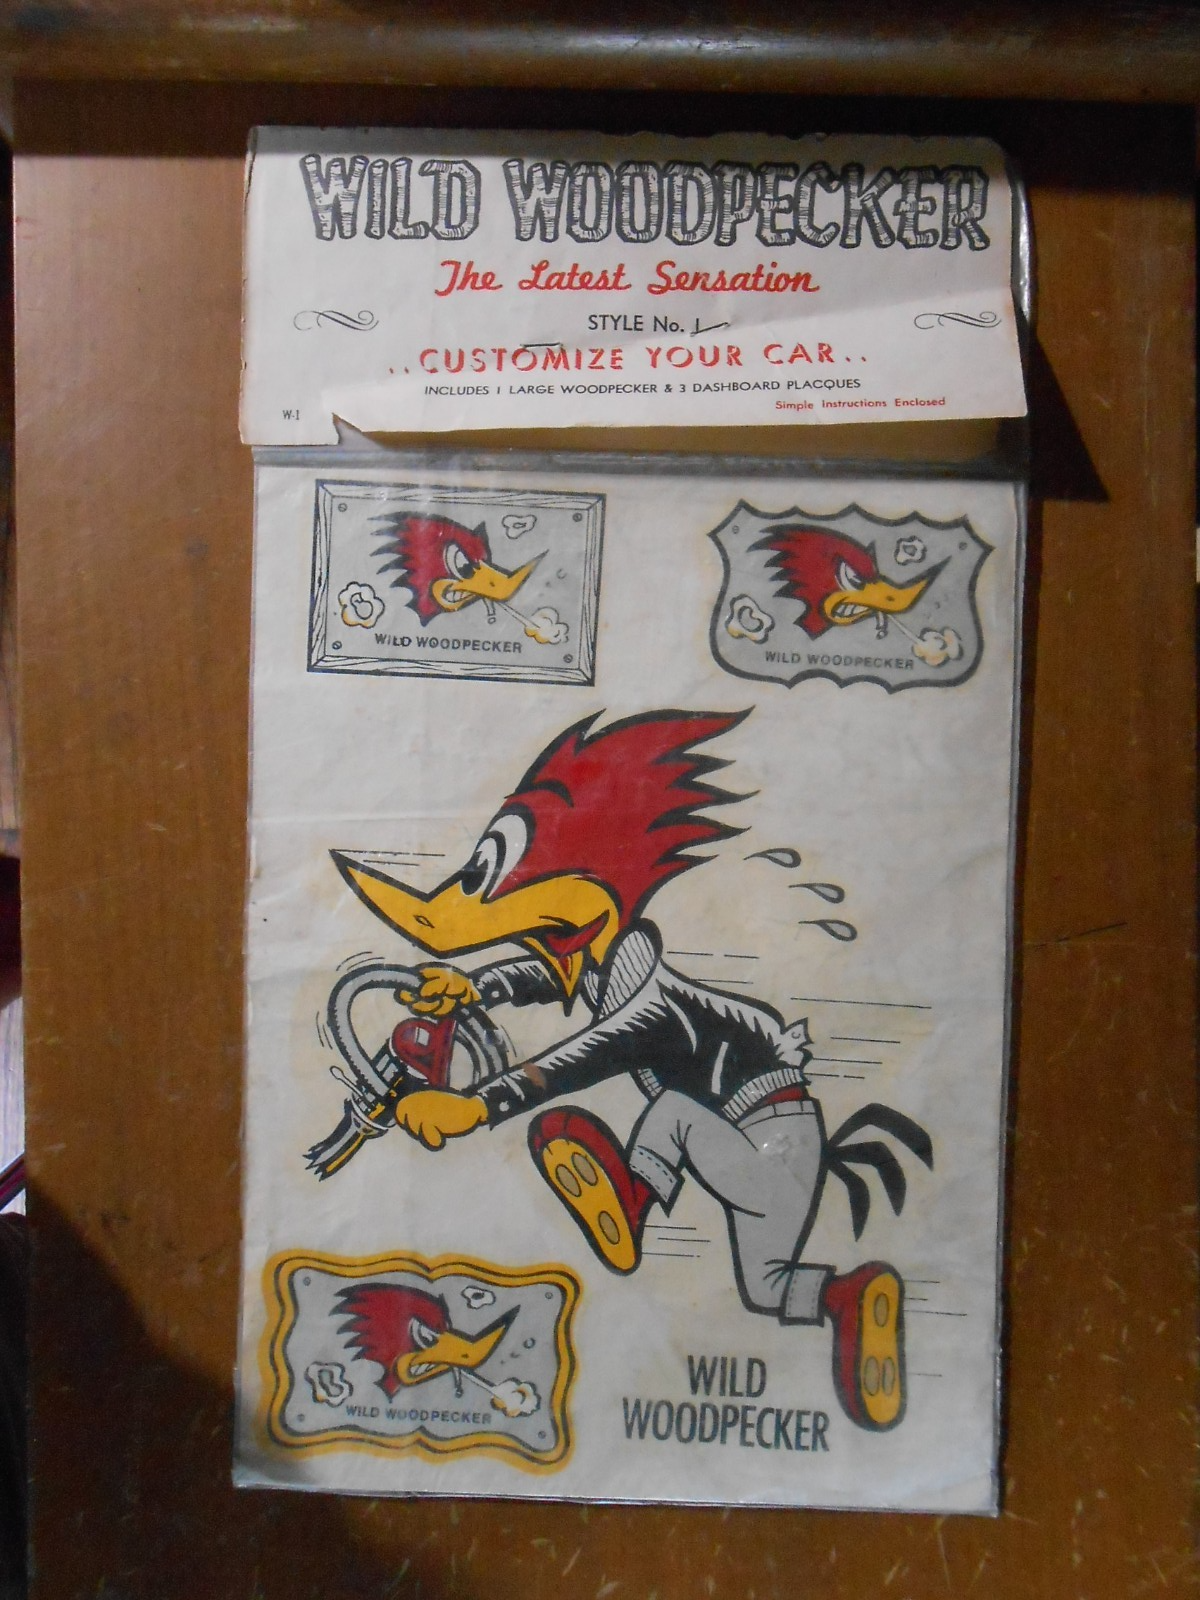 WILD WOODPECKER
The Latest Sensation
STYLE No. 1
..CUSTOMIZE YOUR CAR..
INCLUDES 1 LARGE WOODPECKER & 3 DASHBOARD PLACQUES
Simple Instructions Enclosed
W-1
WILD WOODPECKER
WILD WOODPECKER
WILD WOODPECKER
WILD
WOODPECKER